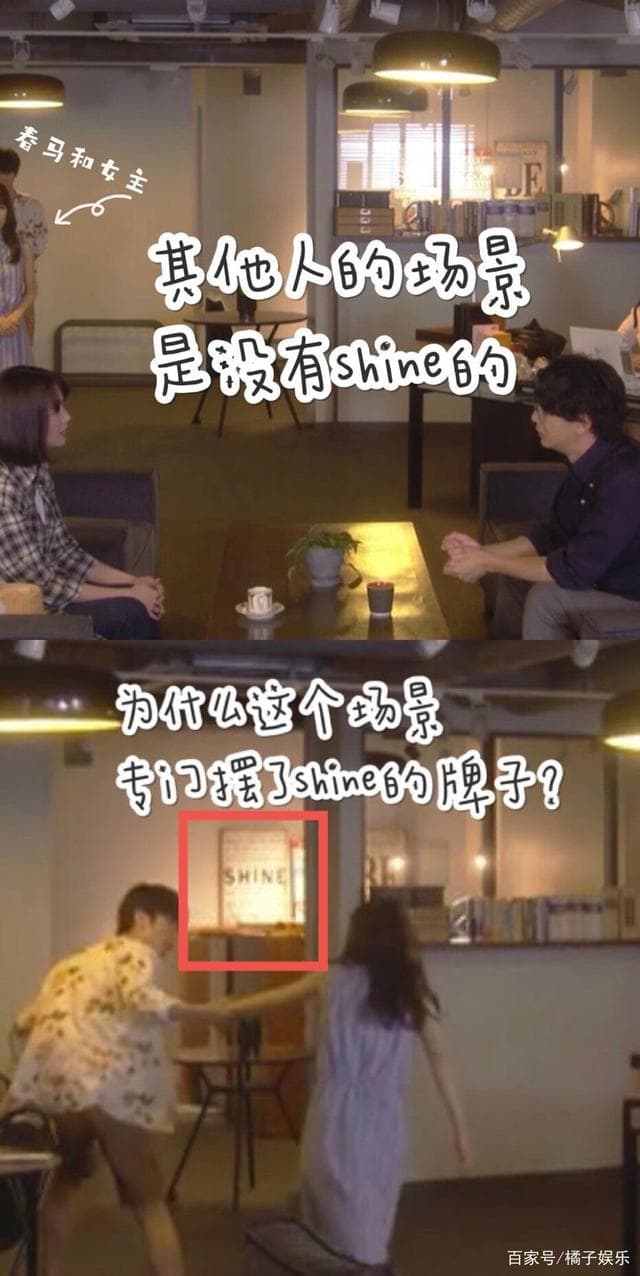 春马和女主
其他人的场景
是没有shine的
为什么这个场景
专门摆了shine的牌子?
SHINE
百家号/橘子娱乐